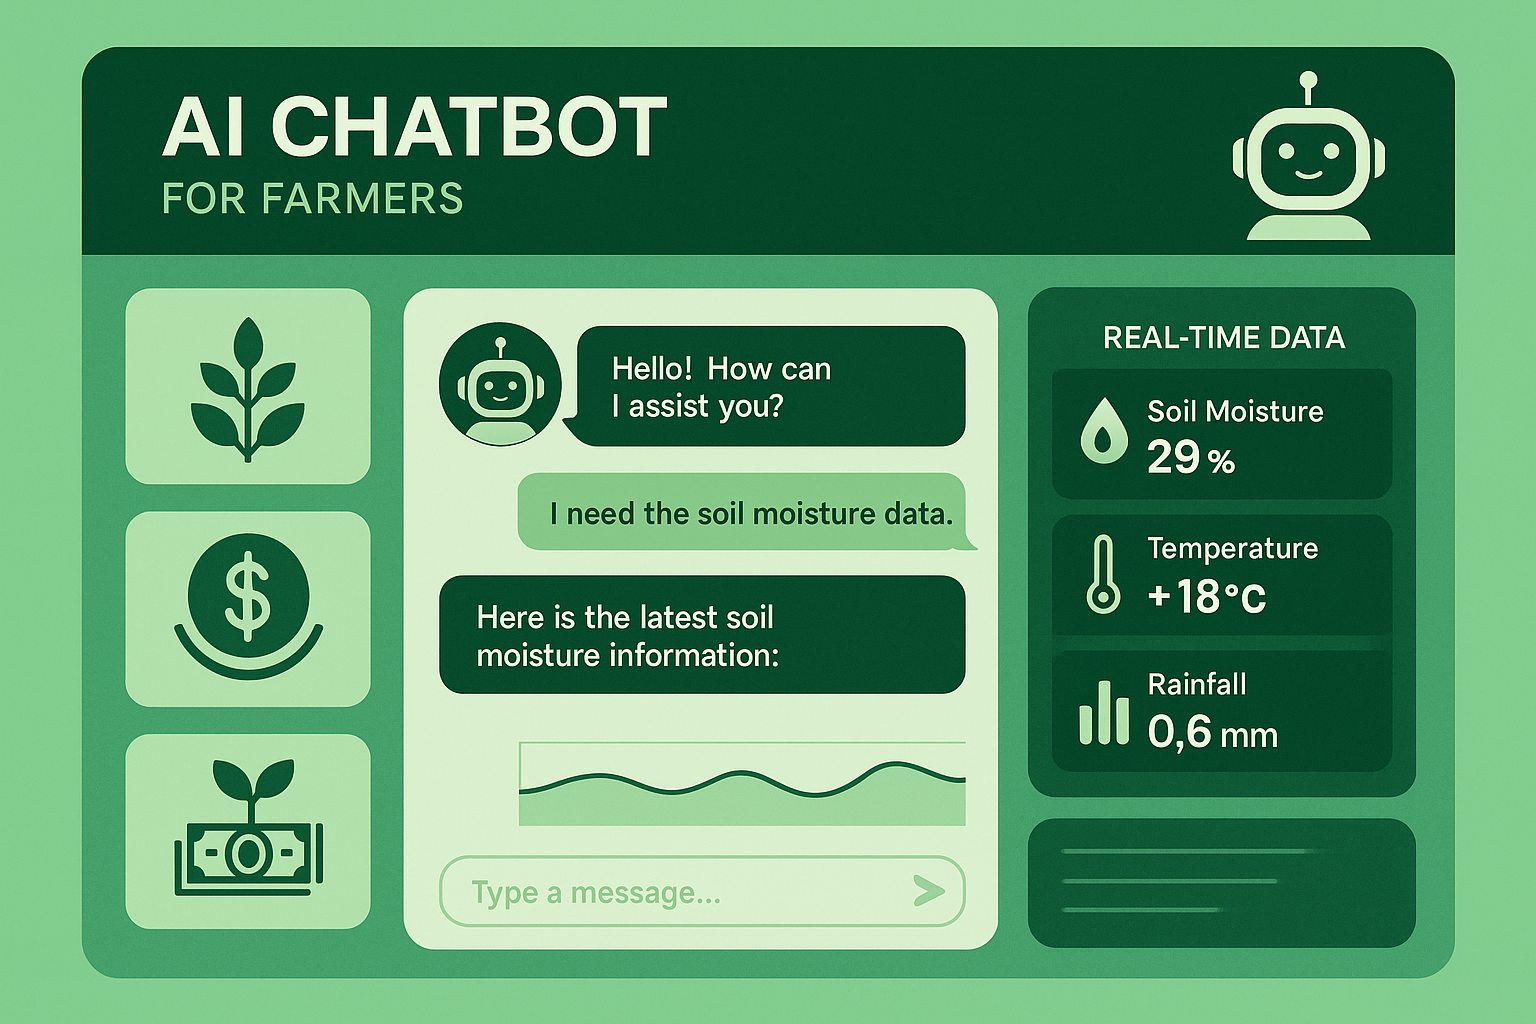 AI CHATBOT
FOR FARMERS
Hello! How can
I assist you?
I need the soil moisture data.
Here is the latest soil
moisture information:
Type a message...
REAL-TIME DATA
Soil Moisture
29 %
Temperature
+18°C
Rainfall
0,6 mm
$